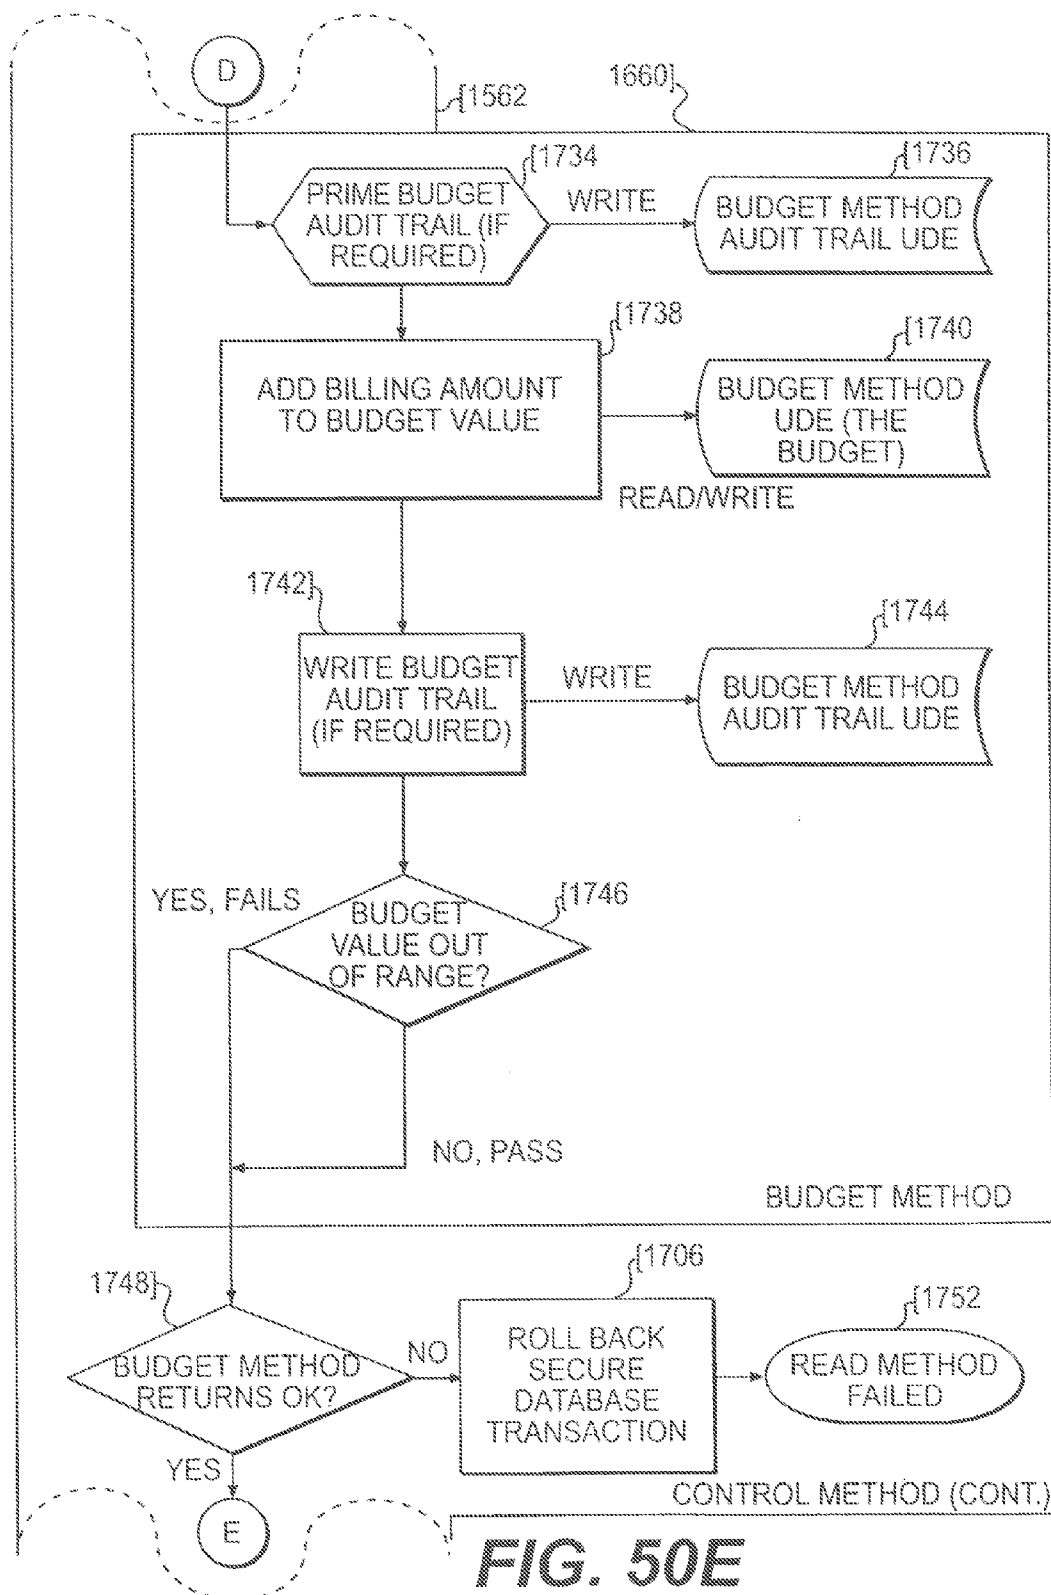 D
[1562
1660]
[1734
PRIME BUDGET
AUDIT TRAIL (IF
REQUIRED)
WRITE
[1736
BUDGET METHOD
AUDIT TRAIL UDE
[1738
ADD BILLING AMOUNT
TO BUDGET VALUE
[1740
BUDGET METHOD
UDE (THE
BUDGET)
READ/WRITE
1742]
WRITE BUDGET
AUDIT TRAIL
(IF REQUIRED)
WRITE
[1744
BUDGET METHOD
AUDIT TRAIL UDE
YES, FAILS
[1746
BUDGET
VALUE OUT
OF RANGE?
NO, PASS
BUDGET METHOD
1748]
BUDGET METHOD
RETURNS OK?
NO
[1706
ROLL BACK
SECURE
DATABASE
TRANSACTION
[1752
READ METHOD
FAILED
YES
E
CONTROL METHOD (CONT.)
FIG. 50E